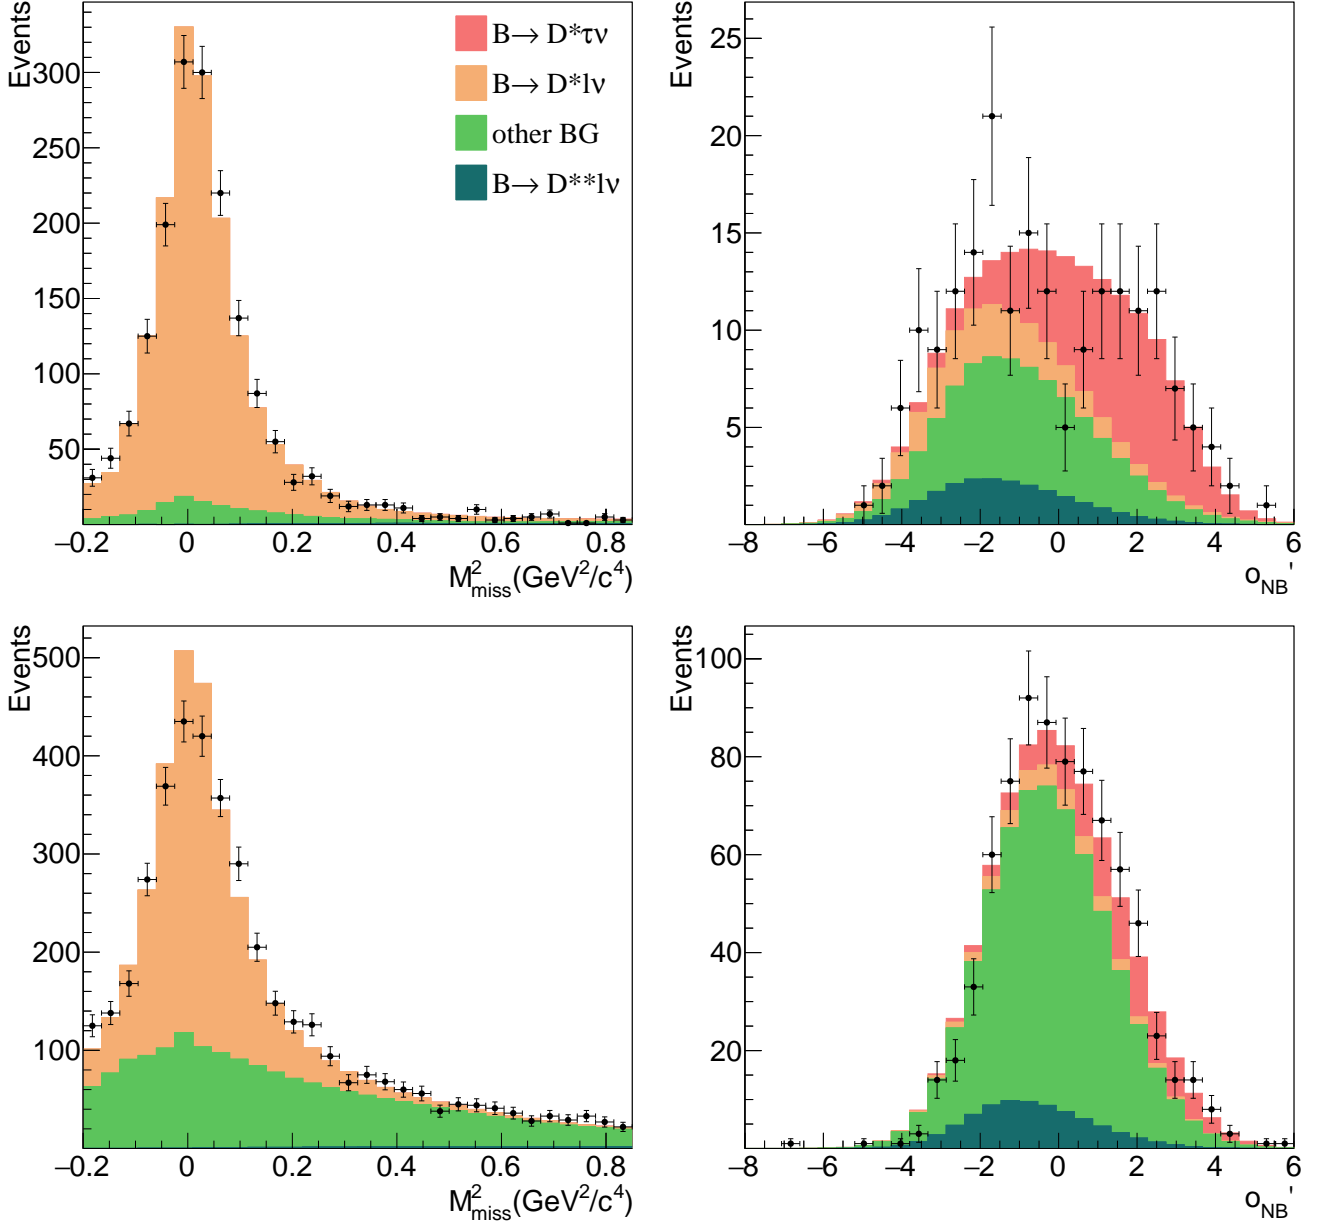 Events
300
250
200
150
100
50
−0.2 0 0.2 0.4 0.6 0.8
M²miss(GeV²/c⁴)
B→ D*τν
B→ D*lν
other BG
B→ D**lν
Events
25
20
15
10
5
−8 −6 −4 −2 0 2 4 6
oNB'
Events
500
400
300
200
100
−0.2 0 0.2 0.4 0.6 0.8
M²miss(GeV²/c⁴)
Events
100
80
60
40
20
−8 −6 −4 −2 0 2 4 6
oNB'